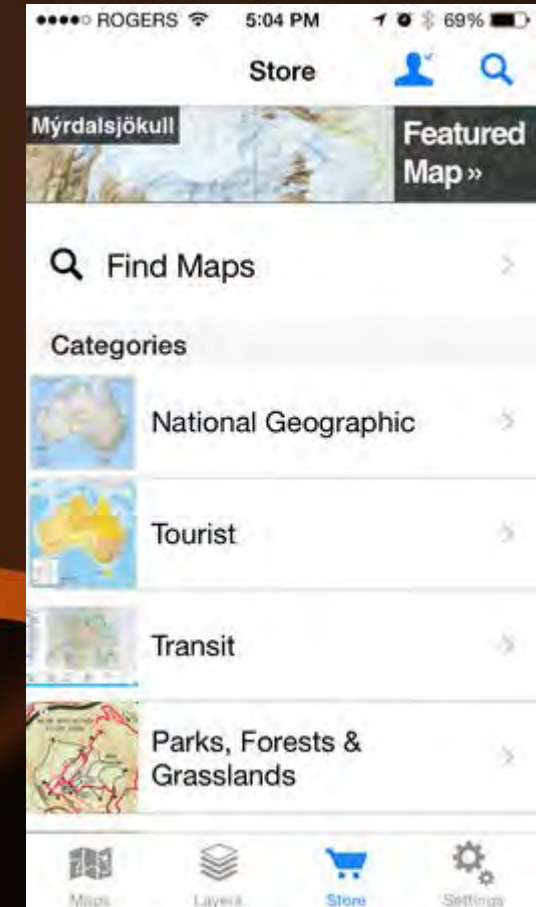 ROGERS 5:04 PM 69%
Store
Mýrdalsjökull
Featured
Map »
Find Maps
Categories
National Geographic
Tourist
Transit
Parks, Forests &
Grasslands
Maps Layers Store Settings